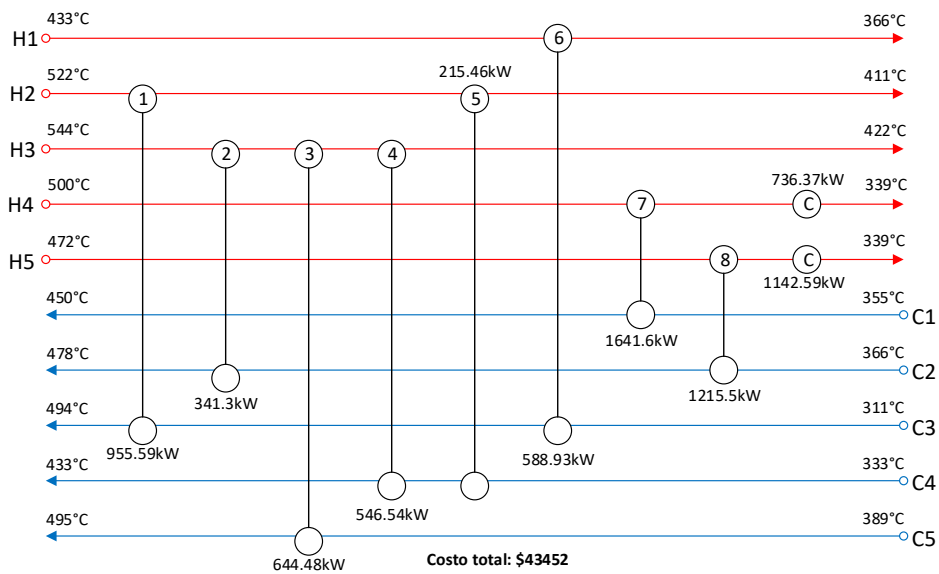 433°C 366°C
H1 6
522°C 215.46kW 411°C
H2 1 5
544°C 422°C
H3 2 3 4
500°C 736.37kW 339°C
H4 7 C
472°C 339°C
H5 8 C
450°C 1142.59kW 355°C
C1
478°C 1641.6kW 366°C
C2
494°C 341.3kW 1215.5kW 311°C
C3
433°C 955.59kW 588.93kW 333°C
C4
495°C 546.54kW 389°C
C5
644.48kW Costo total: $43452